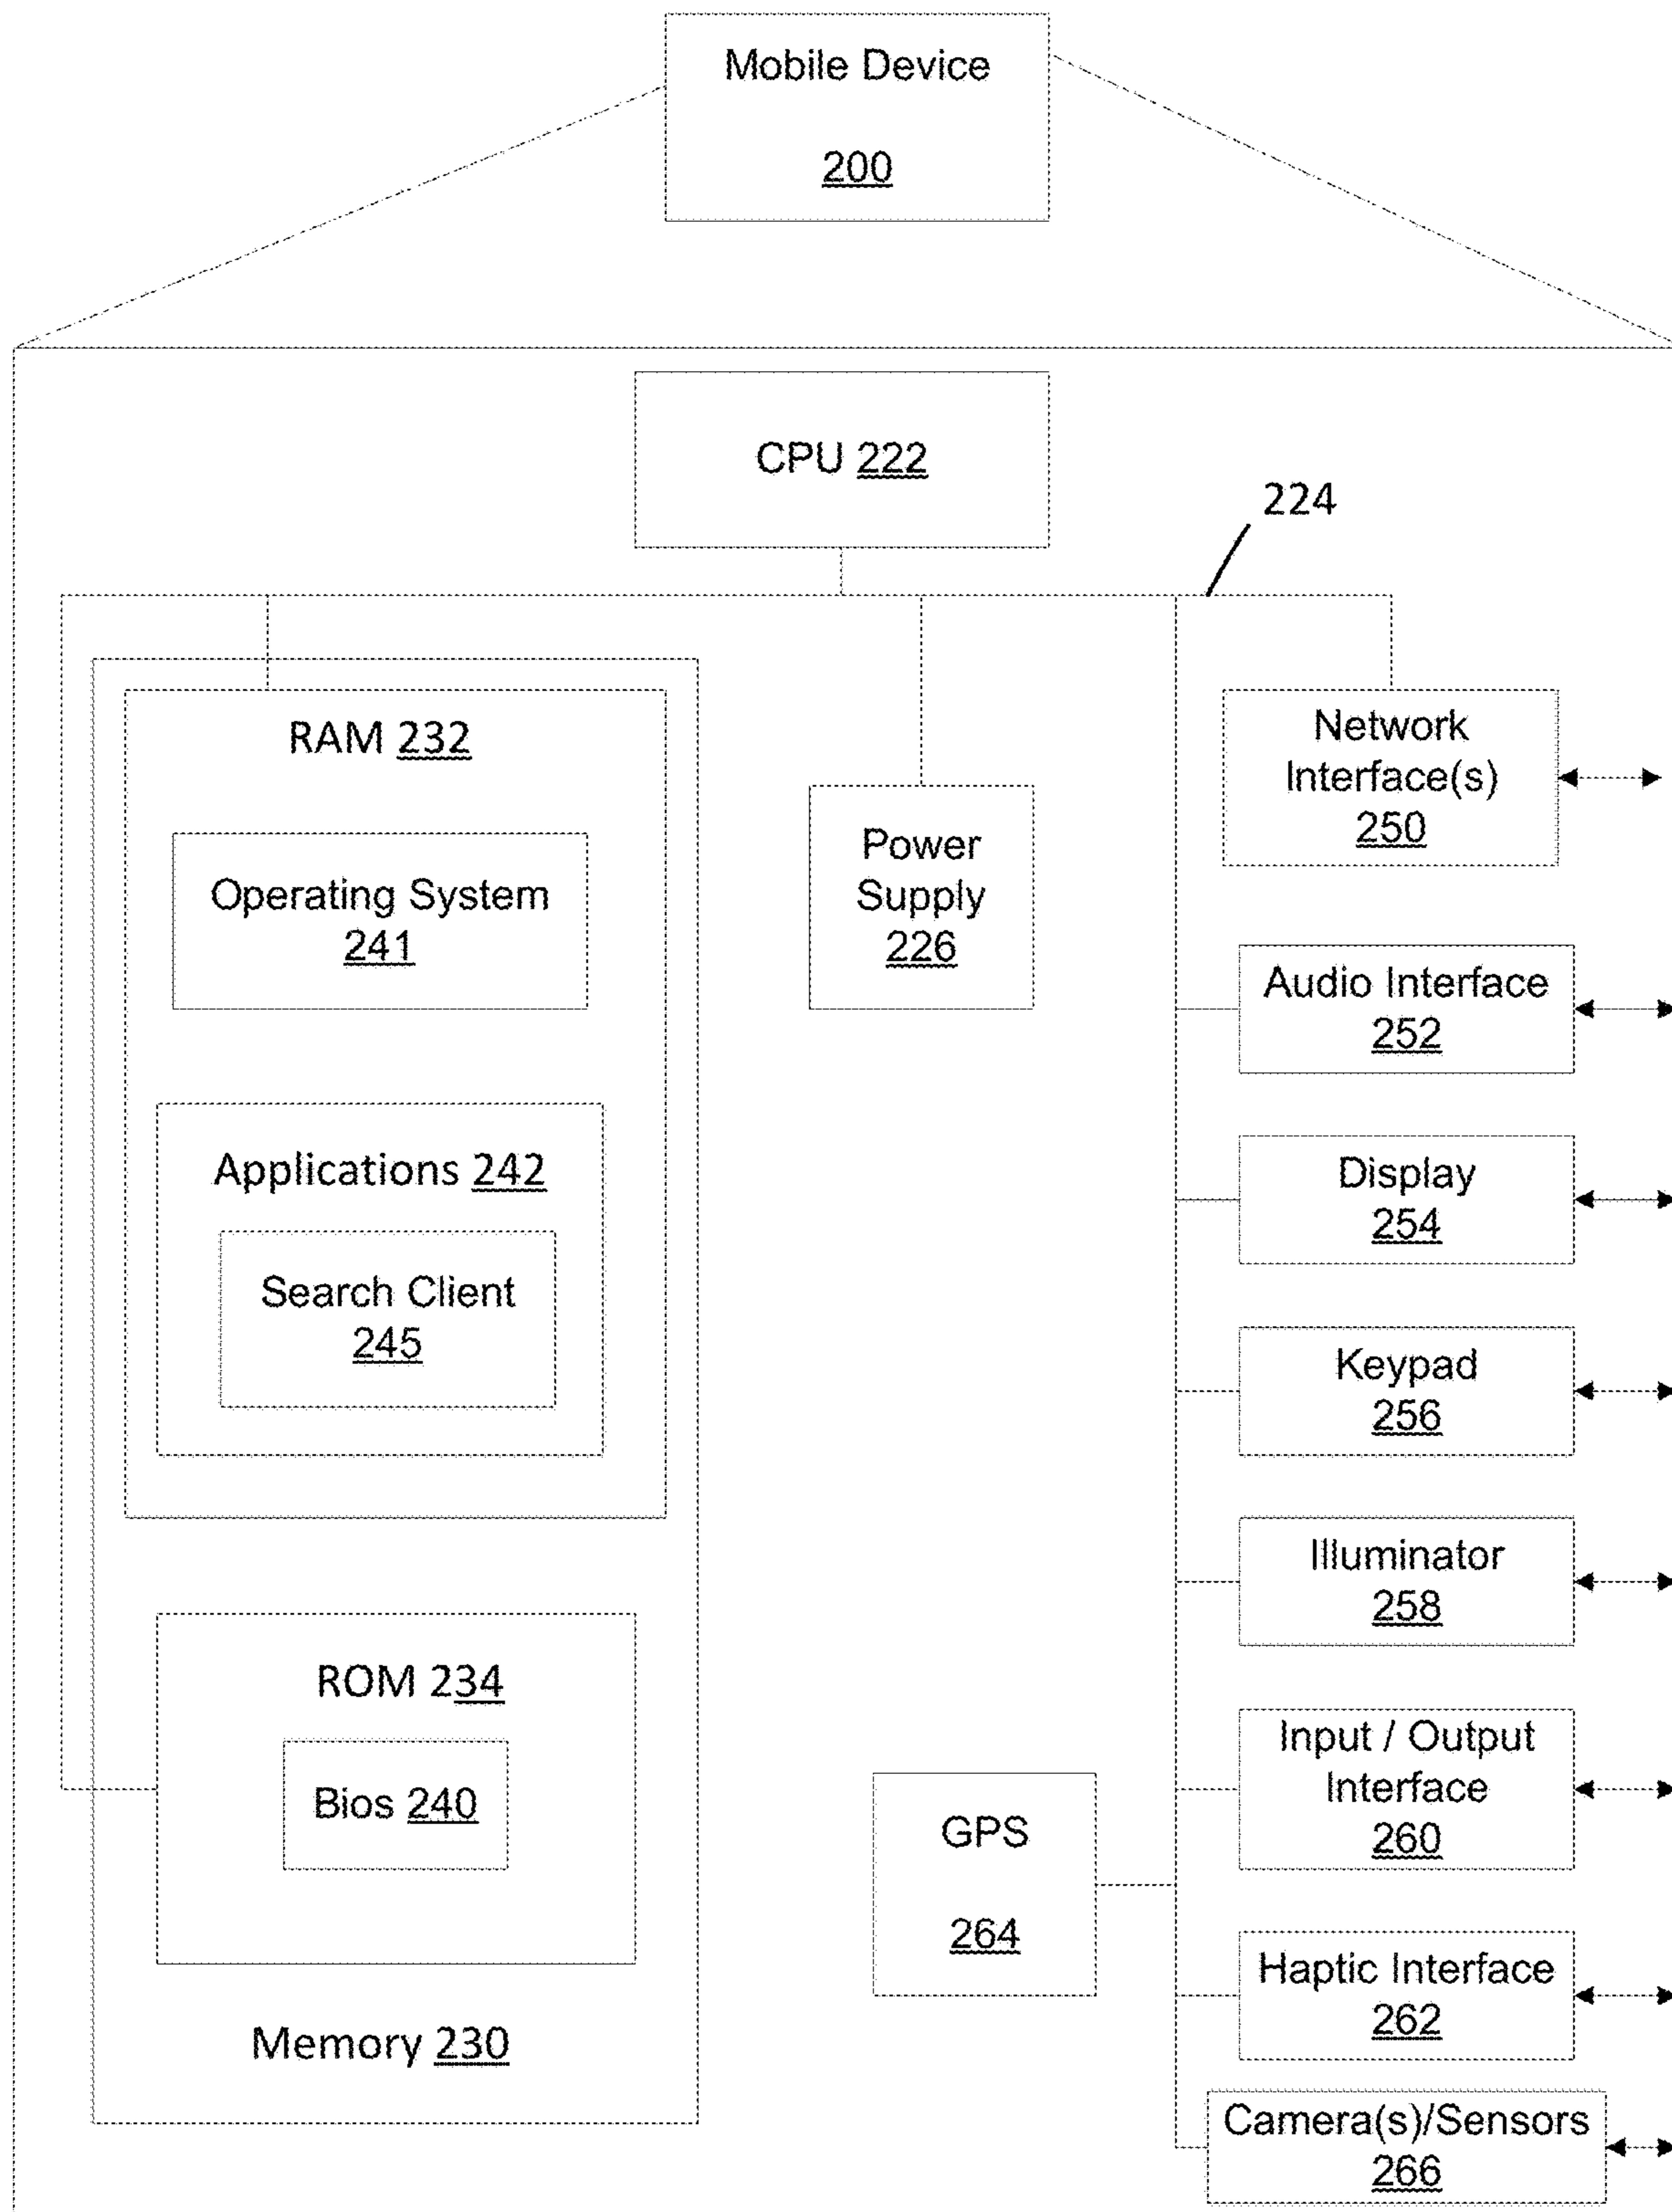 Mobile Device
200
CPU 222
224
RAM 232
Operating System
241
Applications 242
Search Client
245
ROM 234
Bios 240
Memory 230
Power
Supply
226
GPS
264
Network
Interface(s)
250
Audio Interface
252
Display
254
Keypad
256
Illuminator
258
Input / Output
Interface
260
Haptic Interface
262
Camera(s)/Sensors
266